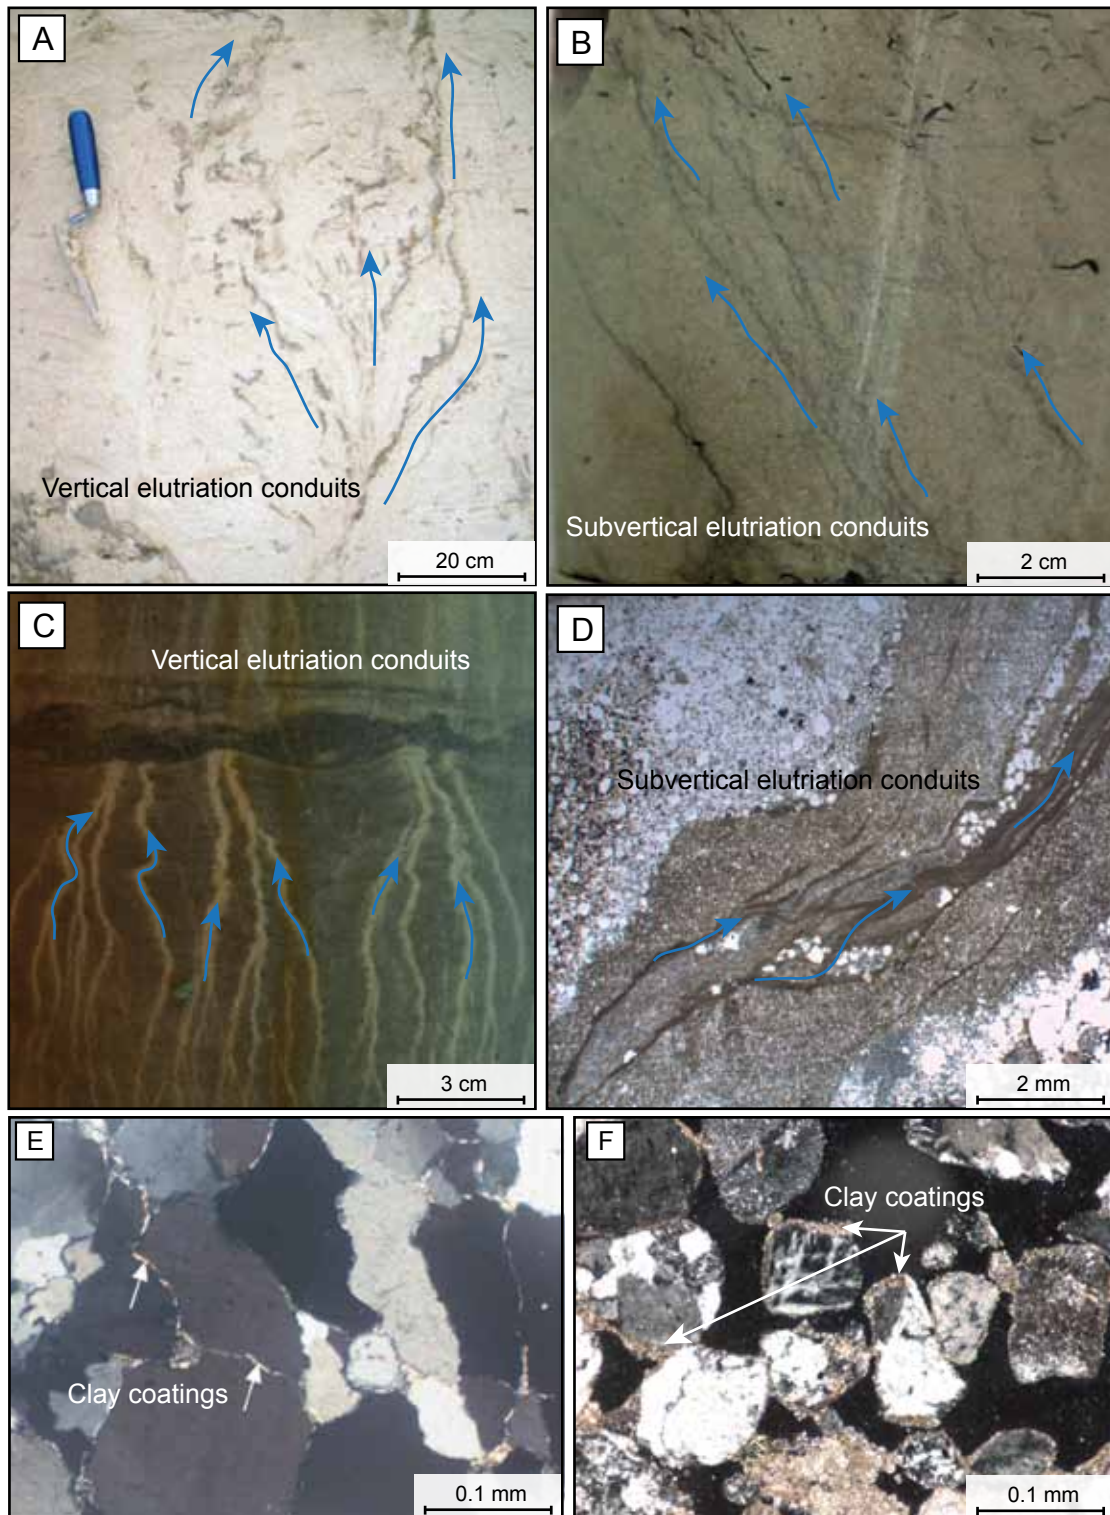 A
Vertical elutriation conduits
20 cm
B
Subvertical elutriation conduits
2 cm
C
Vertical elutriation conduits
3 cm
D
Subvertical elutriation conduits
2 mm
E
Clay coatings
0.1 mm
F
Clay coatings
0.1 mm